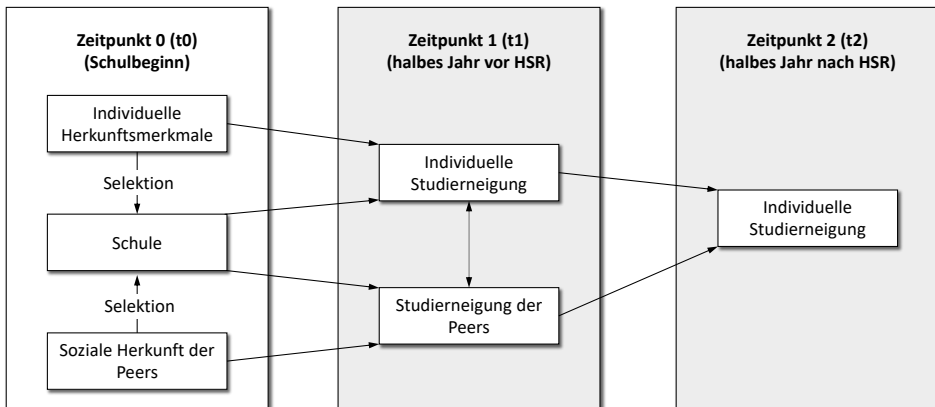 Zeitpunkt 0 (t0)
(Schulbeginn)
Individuelle
Herkunftsmerkmale
Selektion
Schule
Selektion
Soziale Herkunft der
Peers
Zeitpunkt 1 (t1)
(halbes Jahr vor HSR)
Individuelle
Studierneigung
Studierneigung der
Peers
Zeitpunkt 2 (t2)
(halbes Jahr nach HSR)
Individuelle
Studierneigung